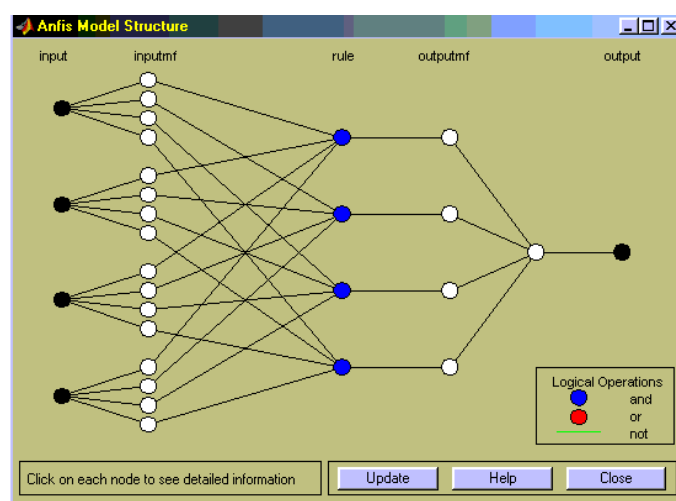 Anfis Model Structure
input inputmf rule outputmf output
Logical Operations
and
or
not
Click on each node to see detailed information
Update Help Close